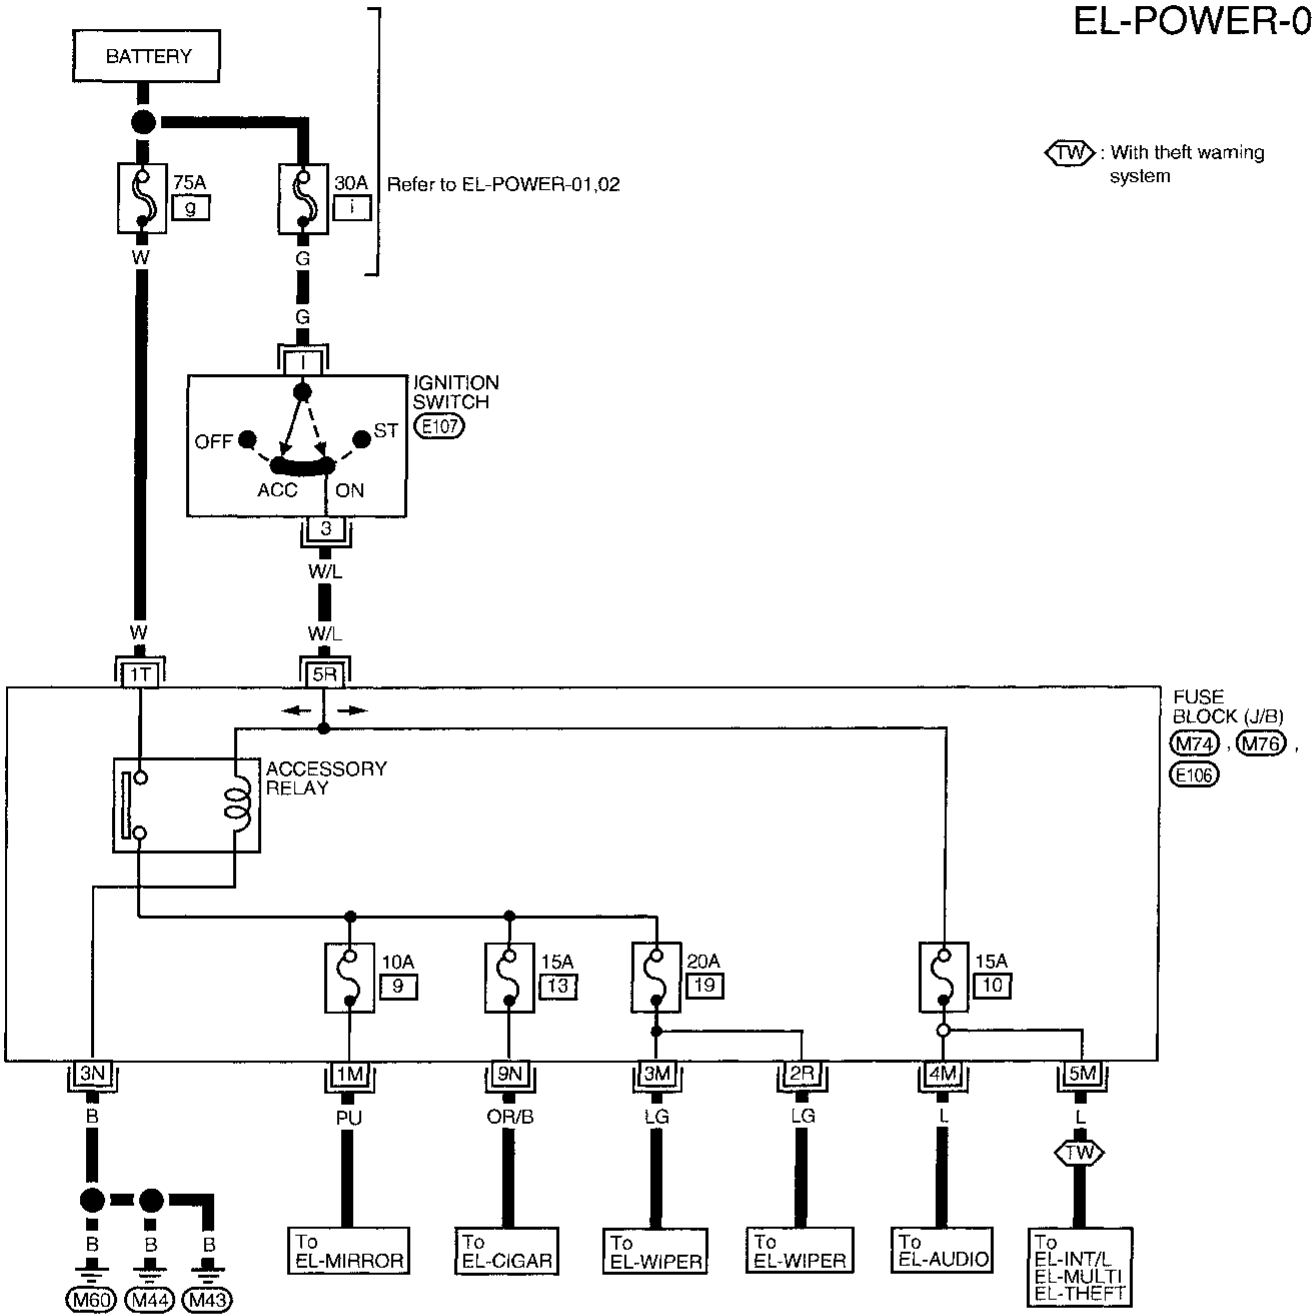 EL-POWER-0
BATTERY
TW : With theft warning
system
75A
g
30A
i
Refer to EL-POWER-01,02
W
G
G
1
IGNITION
SWITCH
E107
OFF
ST
ACC
ON
3
W/L
W
W/L
1T
5R
FUSE
BLOCK (J/B)
M74 , M76 ,
E106
ACCESSORY
RELAY
10A
9
15A
13
20A
19
15A
10
3N
1M
9N
3M
2R
4M
5M
B
PU
OR/B
LG
LG
L
L
TW
B
B
B
M60
M44
M43
To
EL-MIRROR
To
EL-CIGAR
To
EL-WIPER
To
EL-WIPER
To
EL-AUDIO
To
EL-INT/L
EL-MULTI
EL-THEFT